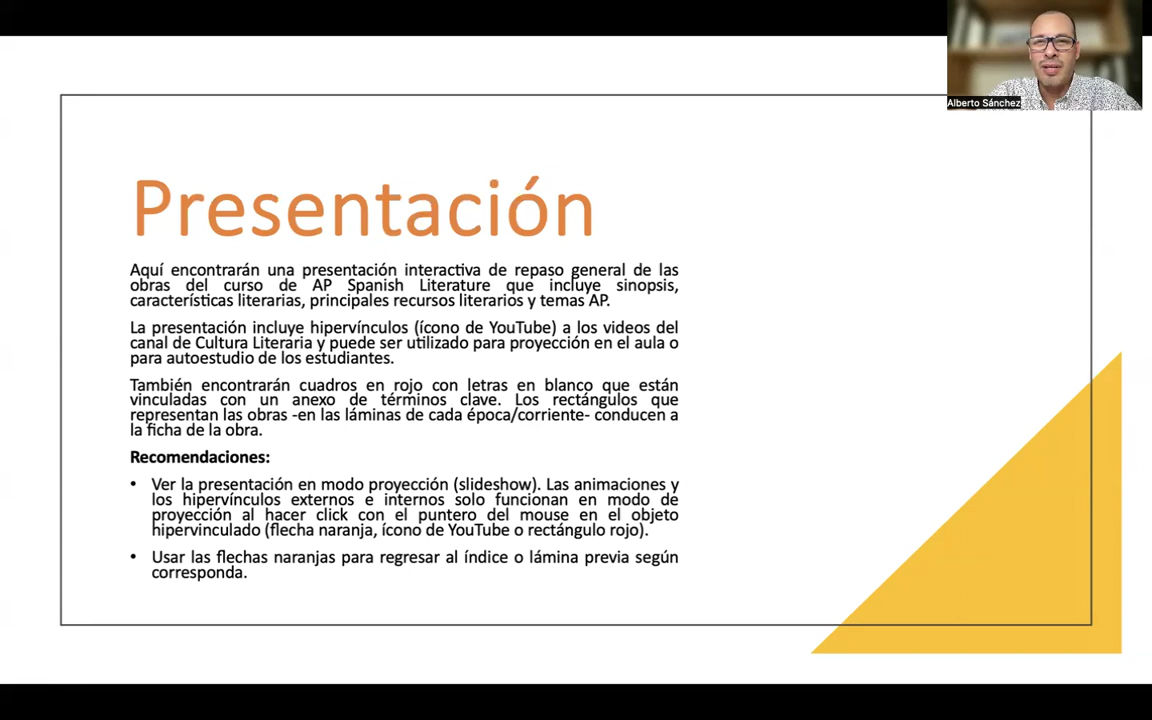 Alberto Sánchez
Presentación
Aquí encontrarán una presentación interactiva de repaso general de las
obras del curso de AP Spanish Literature que incluye sinopsis,
características literarias, principales recursos literarios y temas AP.
La presentación incluye hipervínculos (ícono de YouTube) a los videos del
canal de Cultura Literaria y puede ser utilizado para proyección en el aula o
para autoestudio de los estudiantes.
También encontrarán cuadros en rojo con letras en blanco que están
vinculadas con un anexo de términos clave. Los rectángulos que
representan las obras -en las láminas de cada época/corriente- conducen a
la ficha de la obra.
Recomendaciones:
• Ver la presentación en modo proyección (slideshow). Las animaciones y
los hipervínculos externos e internos solo funcionan en modo de
proyección al hacer click con el puntero del mouse en el objeto
hipervinculado (flecha naranja, ícono de YouTube o rectángulo rojo).
• Usar las flechas naranjas para regresar al índice o lámina previa según
corresponda.